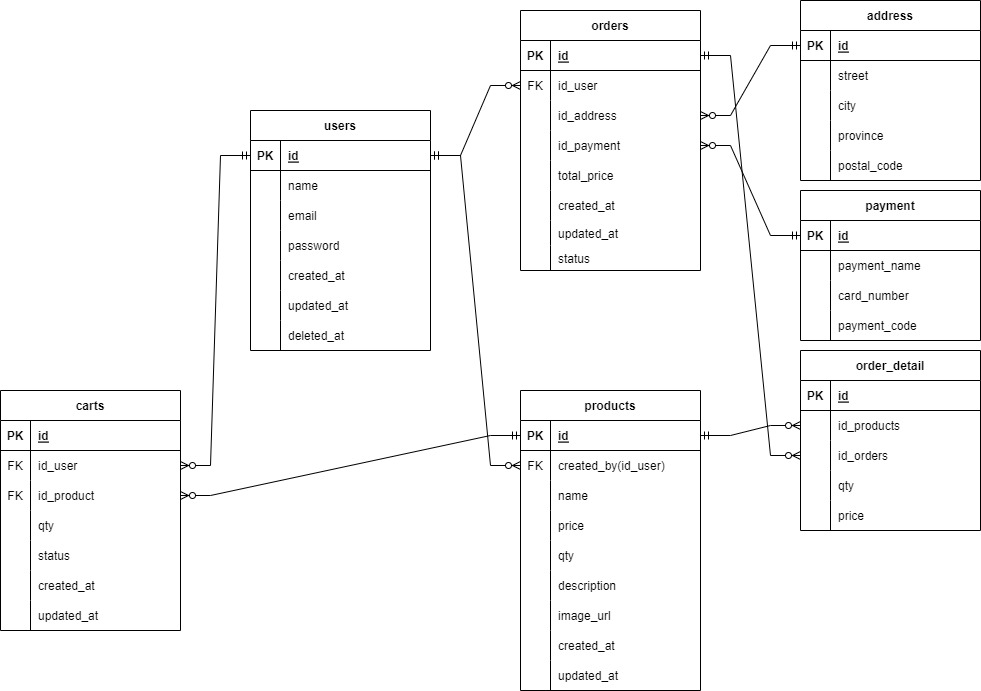 orders
PK id
FK id_user
id_address
id_payment
total_price
created_at
updated_at
status
address
PK id
street
city
province
postal_code
users
PK id
name
email
password
created_at
updated_at
deleted_at
payment
PK id
payment_name
card_number
payment_code
order_detail
PK id
id_products
id_orders
qty
price
carts
PK id
FK id_user
FK id_product
qty
status
created_at
updated_at
products
PK id
FK created_by(id_user)
name
price
qty
description
image_url
created_at
updated_at